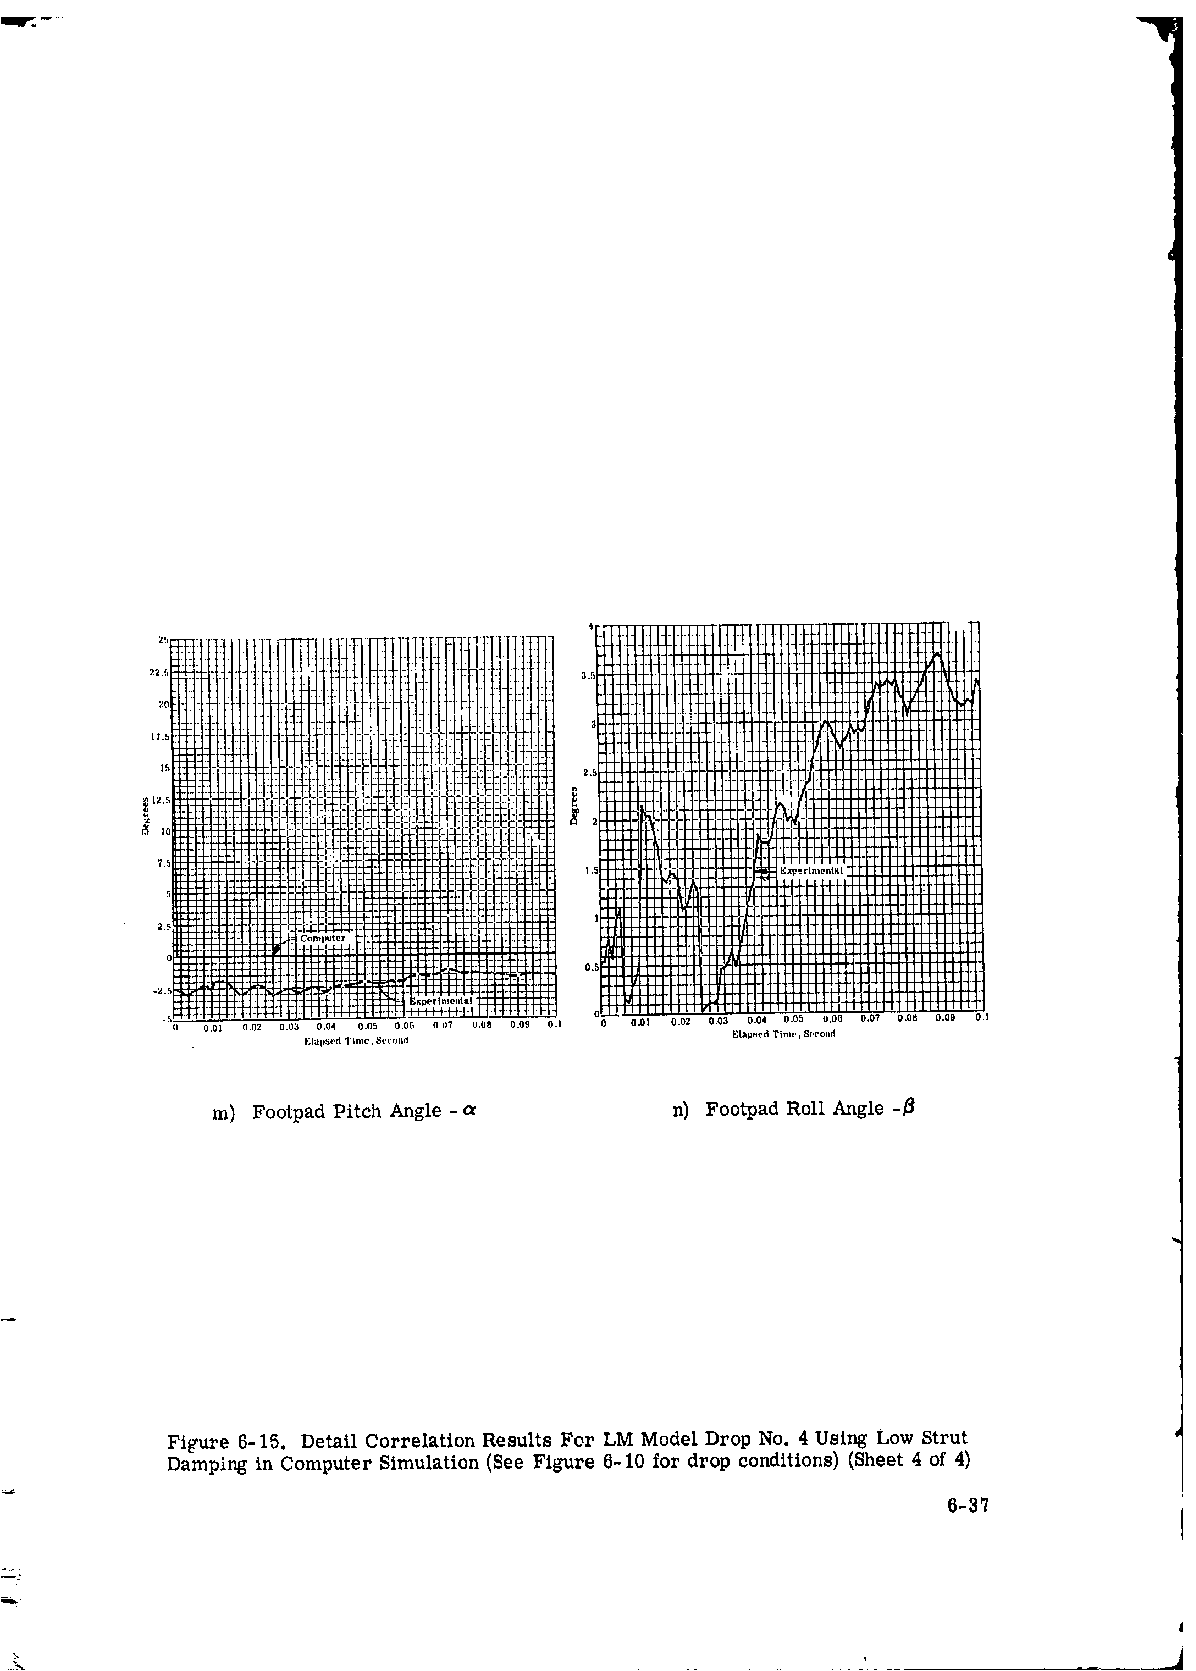 25
22.5
20
17.5
15
12.5
10
7.5
5
2.5
0
-2.5
-5
Degrees
Computer
Experimental
0 0.01 0.02 0.03 0.04 0.05 0.06 0.07 0.08 0.09 0.1
Elapsed Time, Second
m) Footpad Pitch Angle - α
4
3.5
3
2.5
2
1.5
1
0.5
0
Degrees
Experimental
0 0.01 0.02 0.03 0.04 0.05 0.06 0.07 0.08 0.09 0.1
Elapsed Time, Second
n) Footpad Roll Angle -β
Figure 6-15. Detail Correlation Results For LM Model Drop No. 4 Using Low Strut
Damping in Computer Simulation (See Figure 6-10 for drop conditions) (Sheet 4 of 4)
6-37